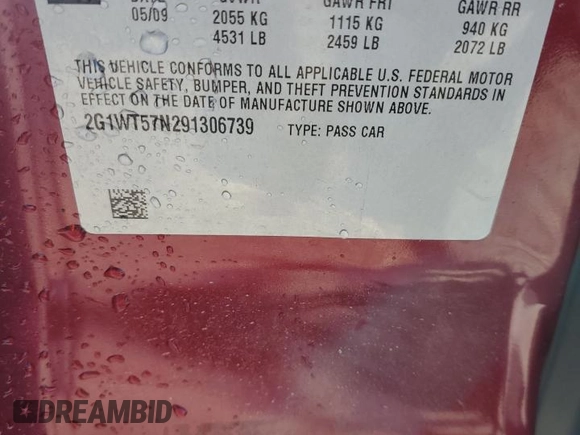 05/09 2055 KG 1115 KG 940 KG
4531 LB 2459 LB 2072 LB
THIS VEHICLE CONFORMS TO ALL APPLICABLE U.S. FEDERAL MOTOR
VEHICLE SAFETY, BUMPER, AND THEFT PREVENTION STANDARDS IN
EFFECT ON THE DATE OF MANUFACTURE SHOWN ABOVE.
2G1WT57N291306739 TYPE: PASS CAR
DREAMBID